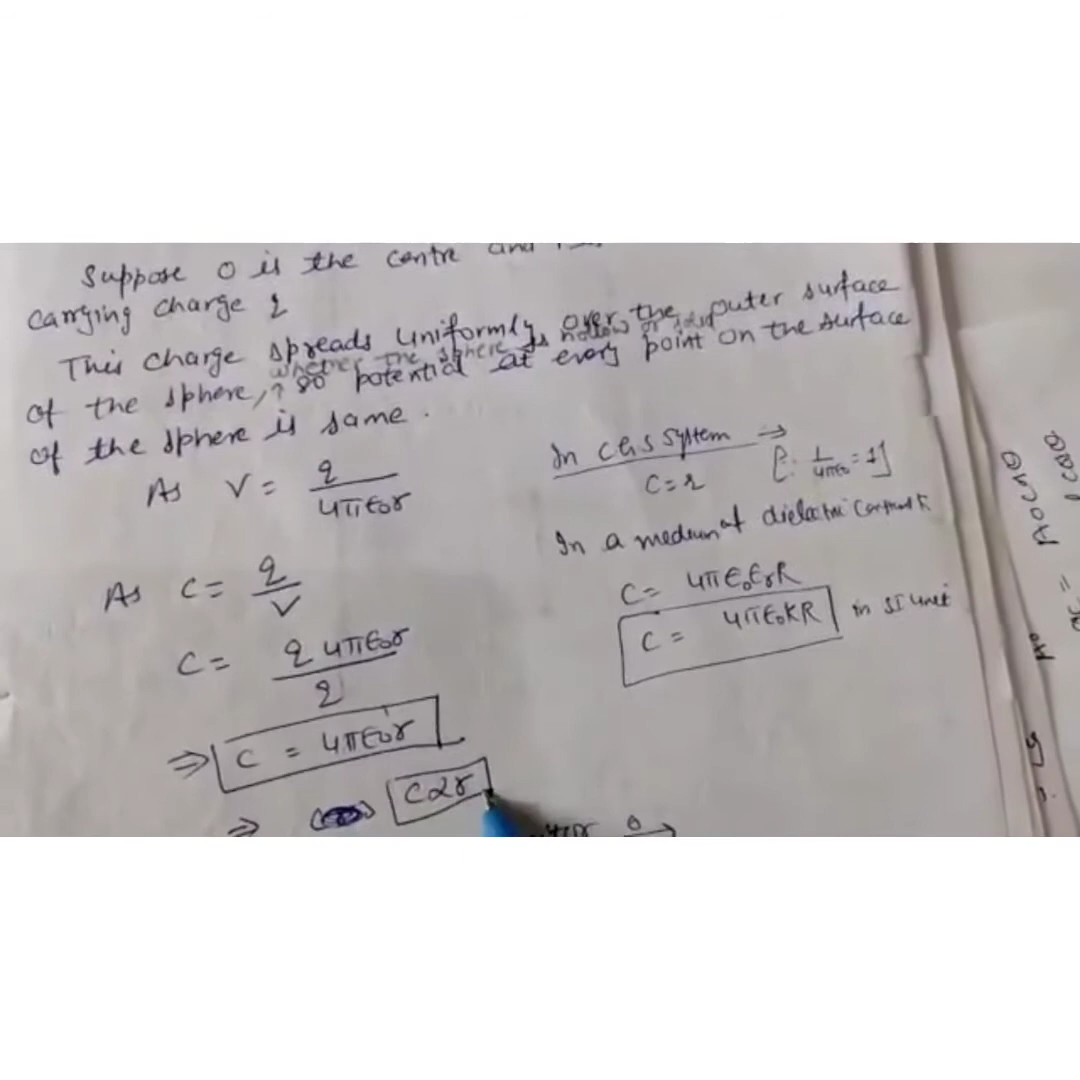 Suppose O is the centre and
carrying charge q
This charge spreads uniformly over the outer surface
whether the sphere is hollow or solid
of the sphere, ↑ so potential at every point on the surface
of the sphere is same.
As V = q / 4πε₀r
As C = q / V
C = q 4πε₀r / q
⇒ C = 4πε₀r
⇒ C α r
In CGS System ⇒
C = r [∵ 1/4πε₀ = 1]
In a medium of dielectric constant K
C = 4πε₀εᵣR
C = 4πε₀KR in SI unit